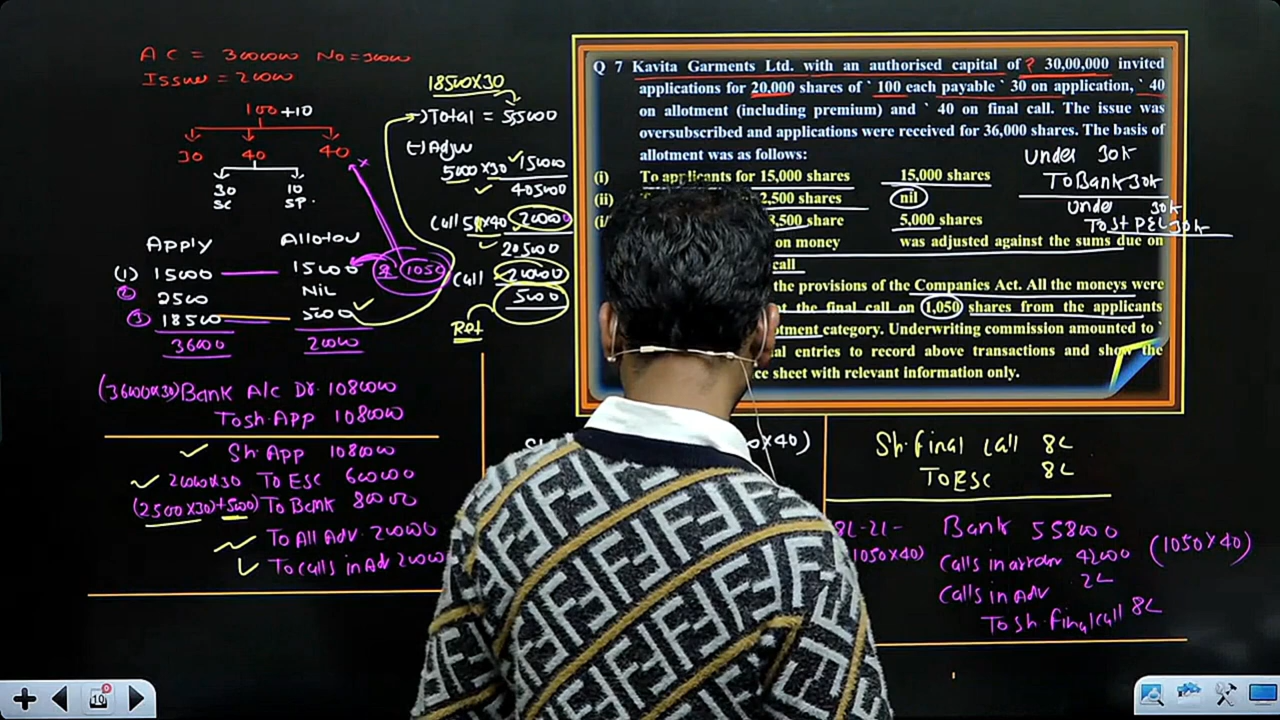 AC = 3000000 No = 30000
Issue = 20000
100 +10
30 40 40
30 10
SC SP.
Apply Allotou
(1) 15000 15000 1050
2 2500 Nil
3 18500 5000
36000 20000
(36000x30) Bank A/c Dr. 1080000
To Sh. App 1080000
Sh. App 1080000
20000x30 To Esc 600000
(2500x30)+5000) To Bank 80000
To All Adv 200000
To Calls in Adv 200000
18500x30
Total = 555000
(-) Adju
5000x30 150000
405000
Call 5000x40 200000
205000
Call 200000
5000
Ret
Q 7 Kavita Garments Ltd. with an authorised capital of ? 30,00,000 invited
applications for 20,000 shares of ` 100 each payable ` 30 on application, ` 40
on allotment (including premium) and ` 40 on final call. The issue was
oversubscribed and applications were received for 36,000 shares. The basis of
allotment was as follows:
(i) To applicants for 15,000 shares 15,000 shares
(ii) 2,500 shares nil
8,500 share 5,000 shares
on money was adjusted against the sums due on
call
the provisions of the Companies Act. All the moneys were
the final call on 1,050 shares from the applicants
category. Underwriting commission amounted to `
entries to record above transactions and show the
sheet with relevant information only.
Under 30k
To Bank 30k
Under 30k
To St P&L 30k
x40)
Sh. final call 8L
To Esc 8L
8L-2L-
1050x40)
Bank 558000
Calls in arrear 42000 (1050x40)
Calls in Adv 2L
To Sh. final call 8L
10